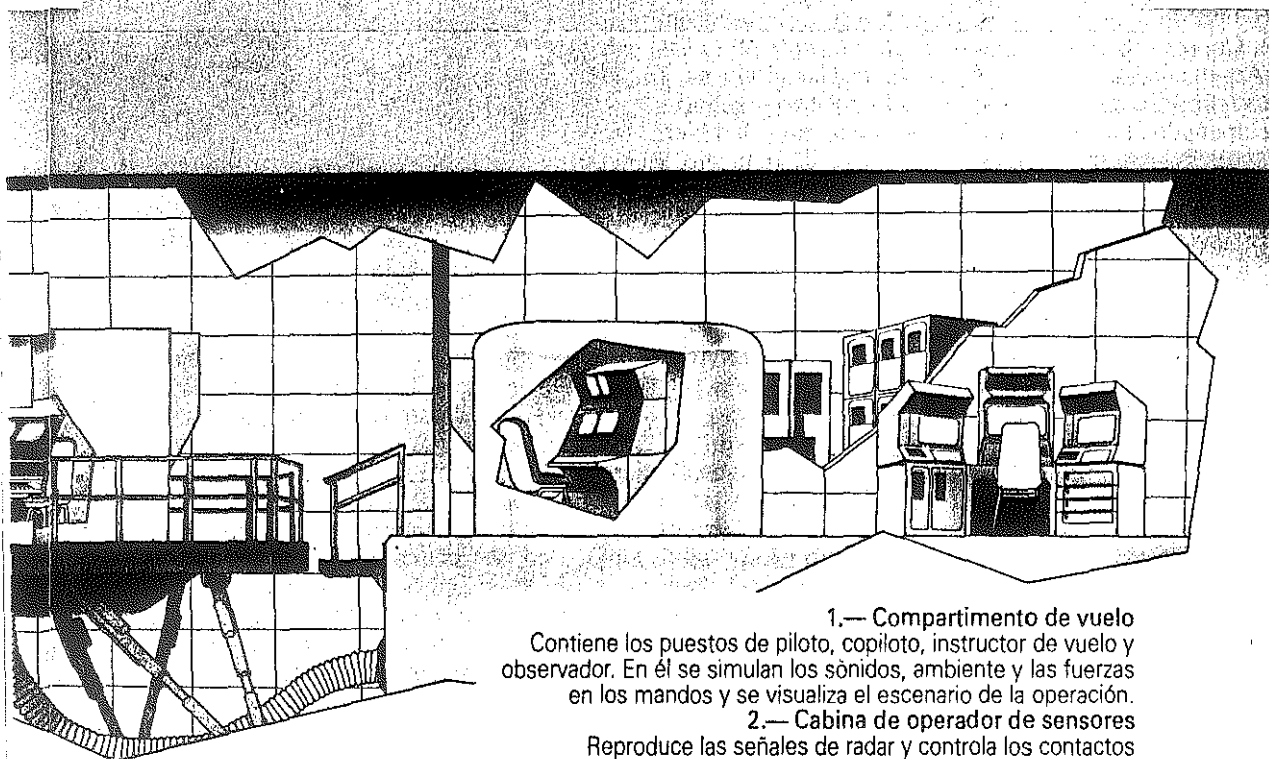 1.— Compartimento de vuelo
Contiene los puestos de piloto, copiloto, instructor de vuelo y
observador. En él se simulan los sònidos, ambiente y las fuerzas
en los mandos y se visualiza el escenario de la operación.
2.— Cabina de operador de sensores
Reproduce las señales de radar y controla los contactos